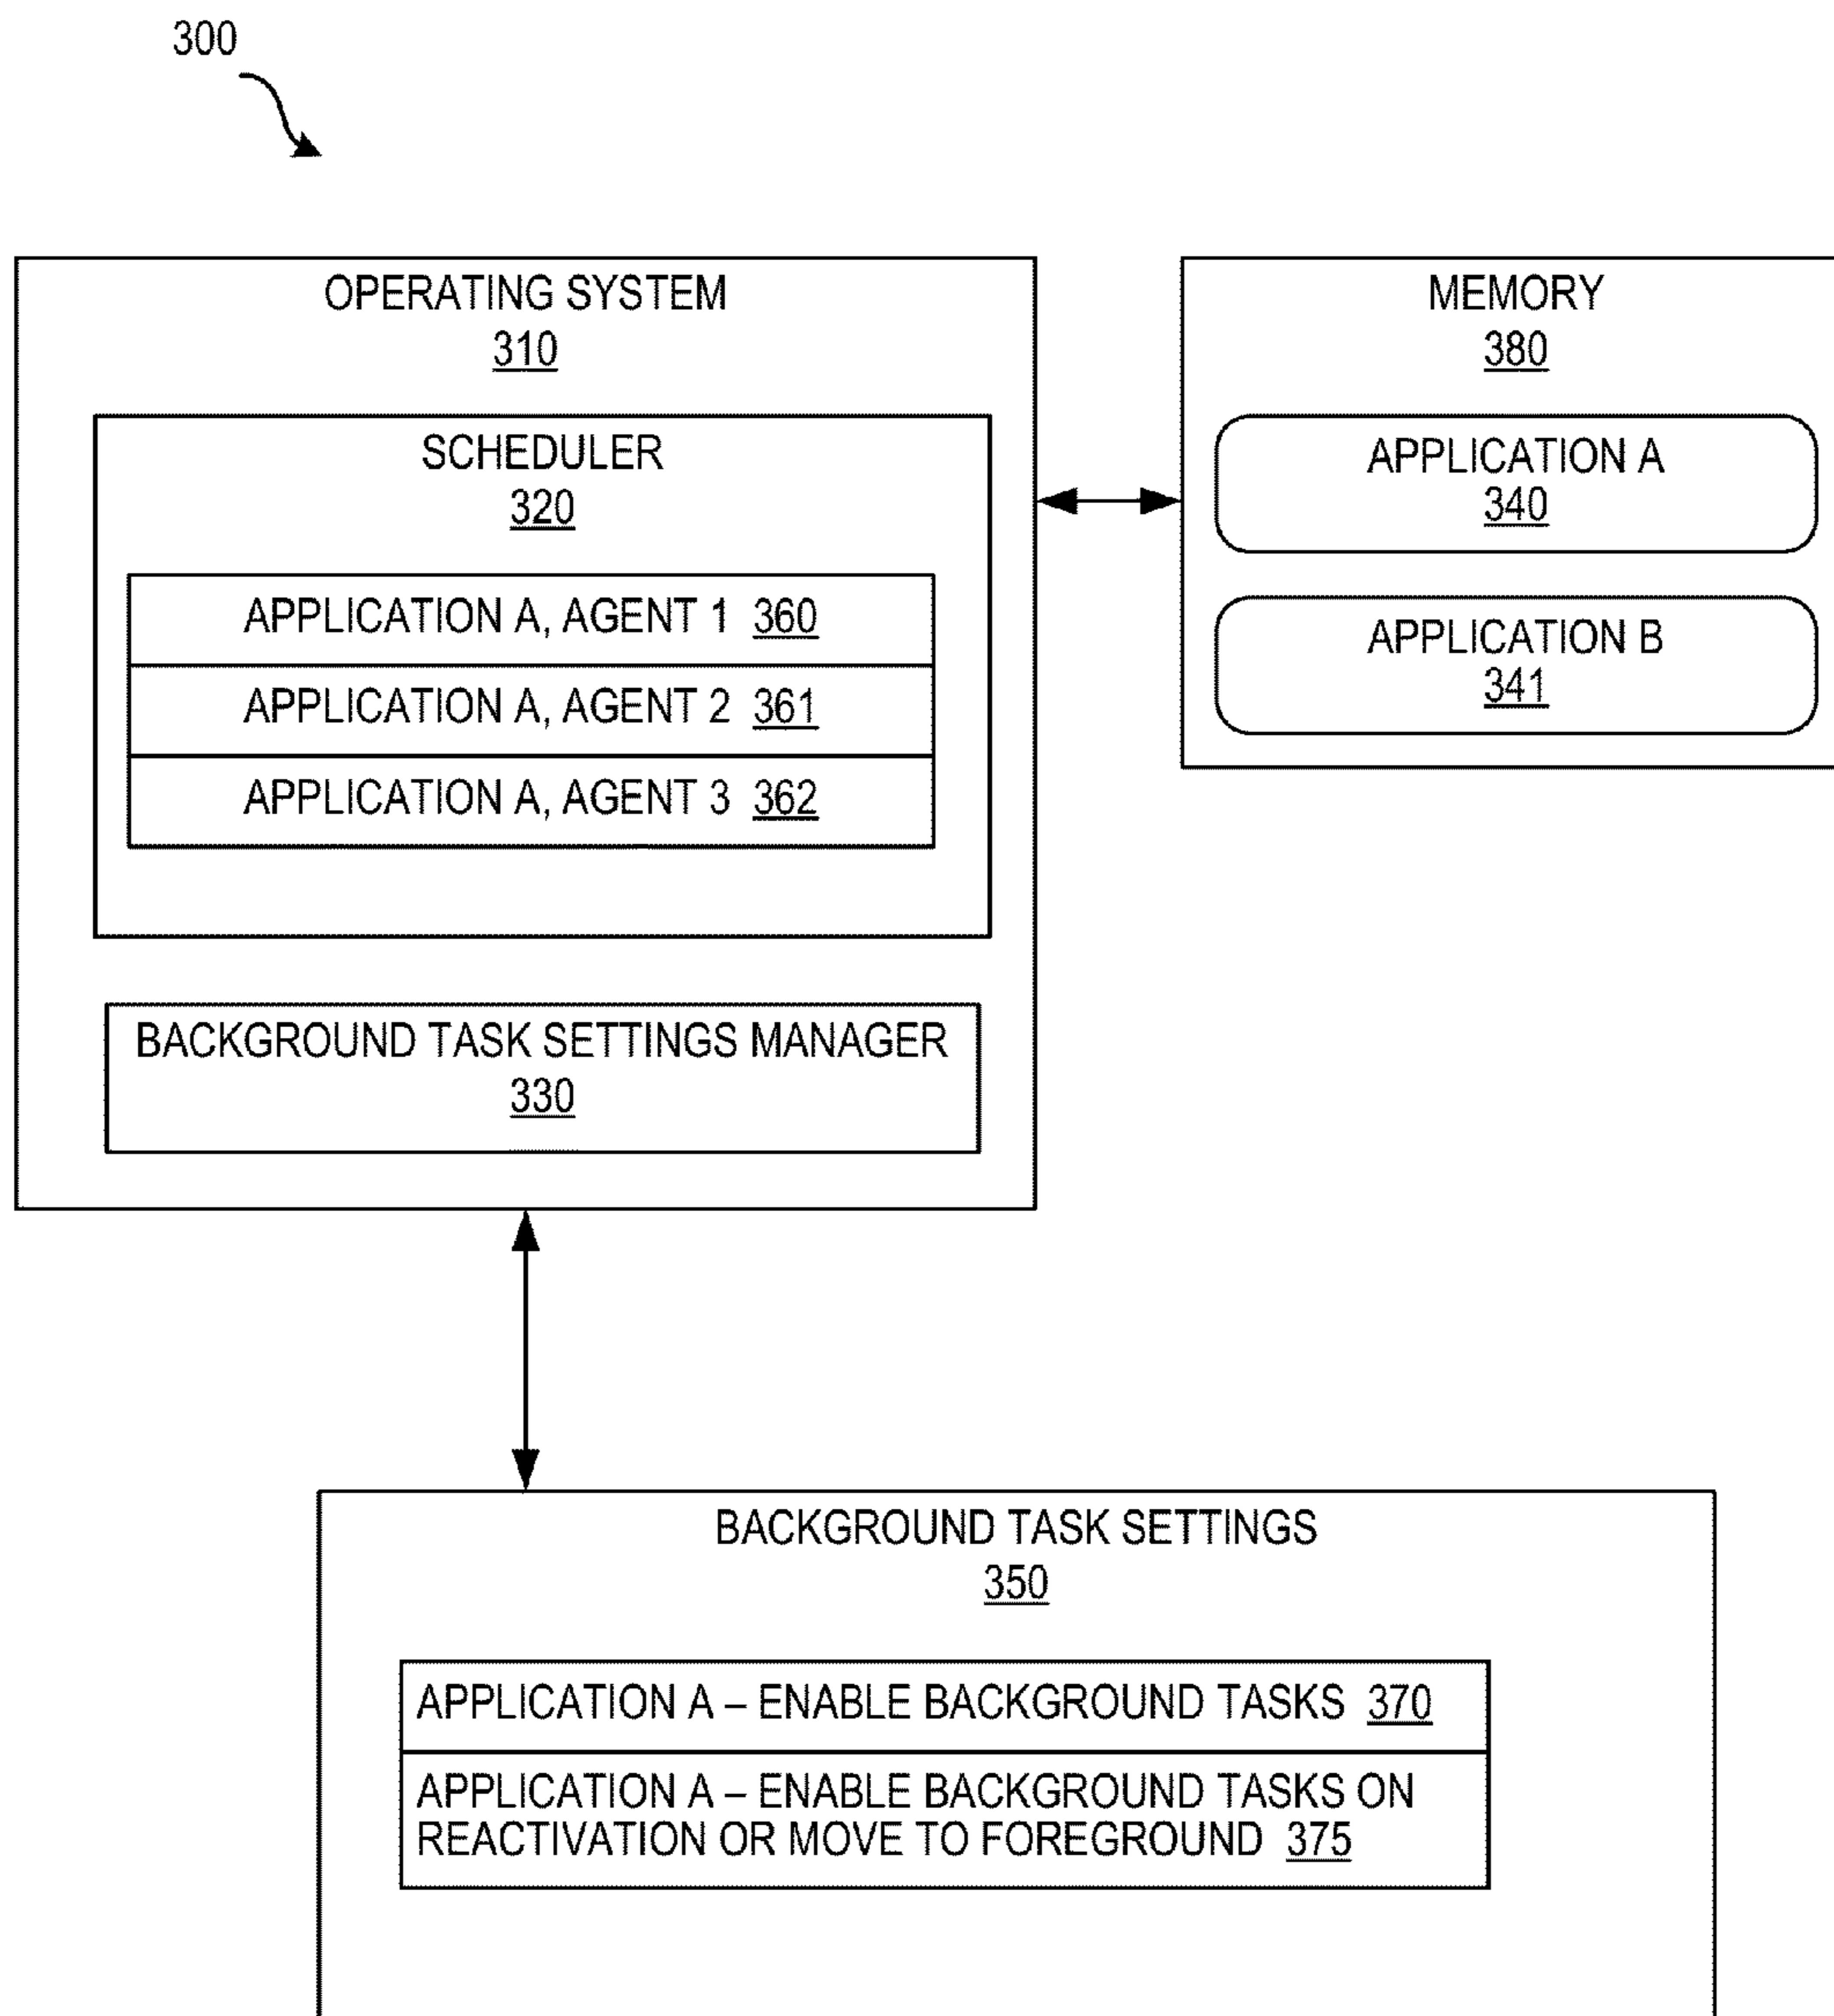 300
OPERATING SYSTEM
310
SCHEDULER
320
APPLICATION A, AGENT 1 360
APPLICATION A, AGENT 2 361
APPLICATION A, AGENT 3 362
BACKGROUND TASK SETTINGS MANAGER
330
MEMORY
380
APPLICATION A
340
APPLICATION B
341
BACKGROUND TASK SETTINGS
350
APPLICATION A – ENABLE BACKGROUND TASKS 370
APPLICATION A – ENABLE BACKGROUND TASKS ON
REACTIVATION OR MOVE TO FOREGROUND 375